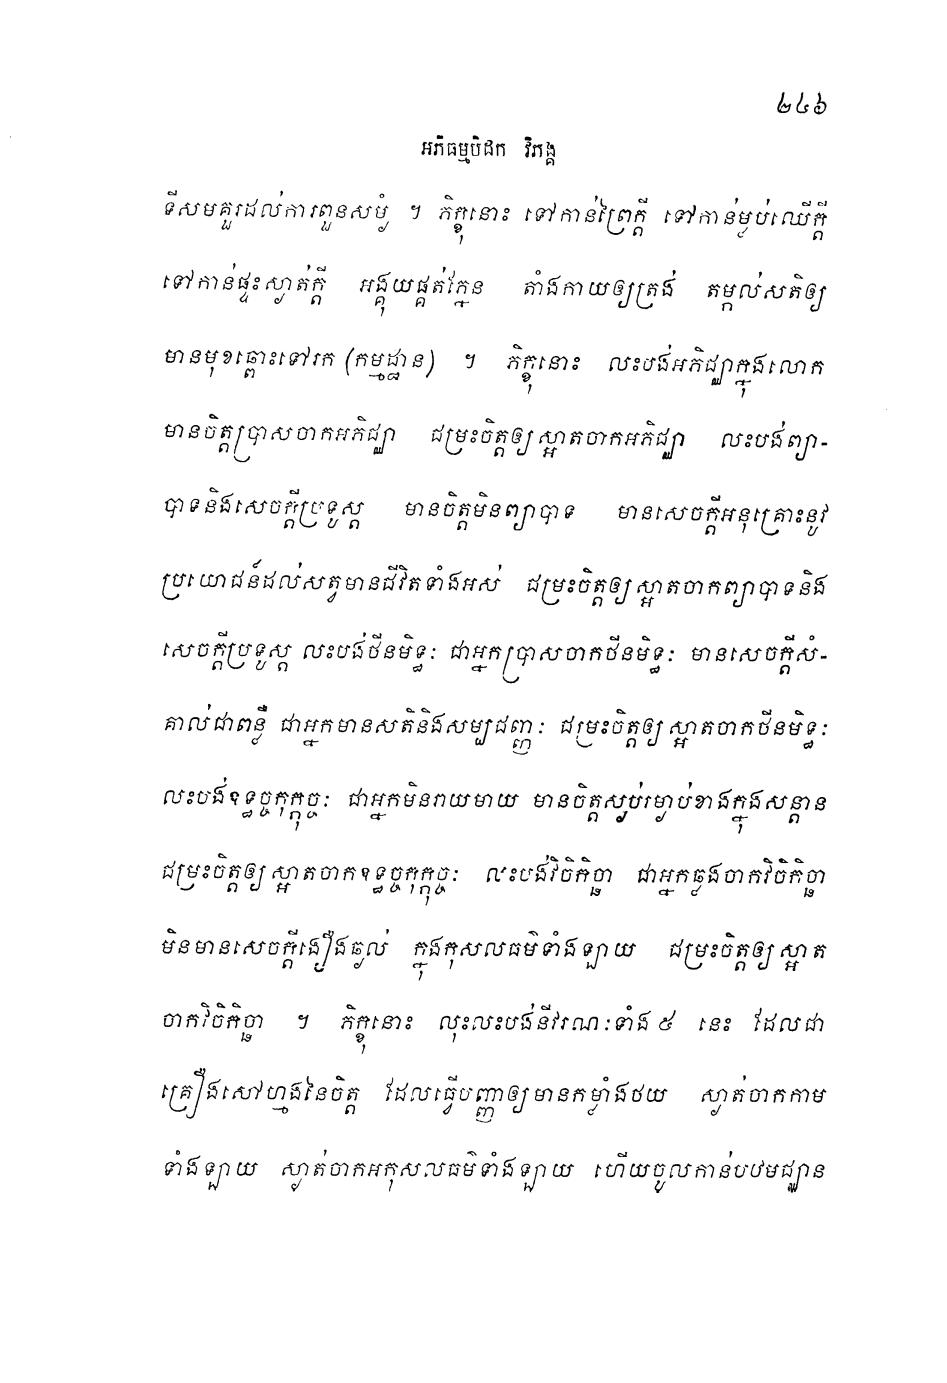 ២៤៦
អភិធម្មបិដក វិភង្គ
ទីសមគួរដល់ការពួនសម្ងំ ។ ភិក្ខុនោះ ទៅកាន់ព្រៃក្តី ទៅកាន់ម្លប់ឈើក្តី
ទៅកាន់ផ្ទះស្ងាត់ក្តី អង្គុយផ្គត់ភ្នែន តាំងកាយឲ្យត្រង់ តម្កល់សតិឲ្យ
មានមុខឆ្ពោះទៅរក (កម្មដ្ឋាន) ។ ភិក្ខុនោះ លះបង់អភិជ្ឈាក្នុងលោក
មានចិត្តប្រាសចាកអភិជ្ឈា ជម្រះចិត្តឲ្យស្អាតចាកអភិជ្ឈា លះបង់ព្យា-
បាទនិងសេចក្តីប្រទូស្ត មានចិត្តមិនព្យាបាទ មានសេចក្តីអនុគ្រោះនូវ
ប្រយោជន៍ដល់សត្វមានជីវិតទាំងអស់ ជម្រះចិត្តឲ្យស្អាតចាកព្យាបាទនិង
សេចក្តីប្រទូស្ត លះបង់ថីនមិទ្ធៈ ជាអ្នកប្រាសចាកថីនមិទ្ធៈ មានសេចក្តីសំ-
គាល់ជាពន្លឺ ជាអ្នកមានសតិនិងសម្បជញ្ញៈ ជម្រះចិត្តឲ្យស្អាតចាកថីនមិទ្ធៈ
លះបង់ឧទ្ធច្ចកុក្កុច្ចៈ ជាអ្នកមិនរាយមាយ មានចិត្តស្ងប់រម្ងាប់ខាងក្នុងសន្តាន
ជម្រះចិត្តឲ្យស្អាតចាកឧទ្ធច្ចកុក្កុច្ចៈ លះបង់វិចិកិច្ឆា ជាអ្នកឆ្លងចាកវិចិកិច្ឆា
មិនមានសេចក្តីងឿងឆ្ងល់ ក្នុងកុសលធម៌ទាំងឡាយ ជម្រះចិត្តឲ្យស្អាត
ចាកវិចិកិច្ឆា ។ ភិក្ខុនោះ លុះលះបង់នីវរណៈទាំង ៥ នេះ ដែលជា
គ្រឿងសៅហ្មងនៃចិត្ត ដែលធ្វើបញ្ញាឲ្យមានកម្លាំងថយ ស្ងាត់ចាកកាម
ទាំងឡាយ ស្ងាត់ចាកអកុសលធម៌ទាំងឡាយ ហើយចូលកាន់បឋមជ្ឈាន